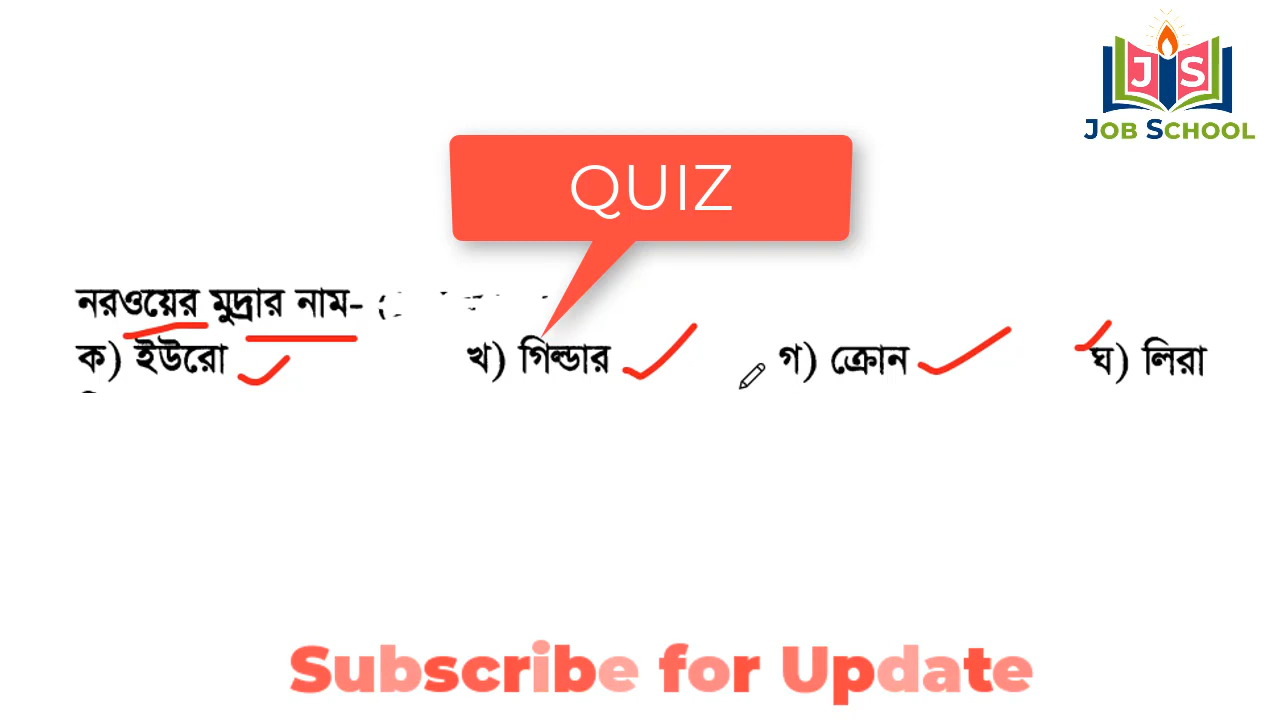 JS
JOB SCHOOL
QUIZ
নরওয়ের মুদ্রার নাম-
ক) ইউরো খ) গিল্ডার গ) ক্রোন ঘ) লিরা
Subscribe for Update